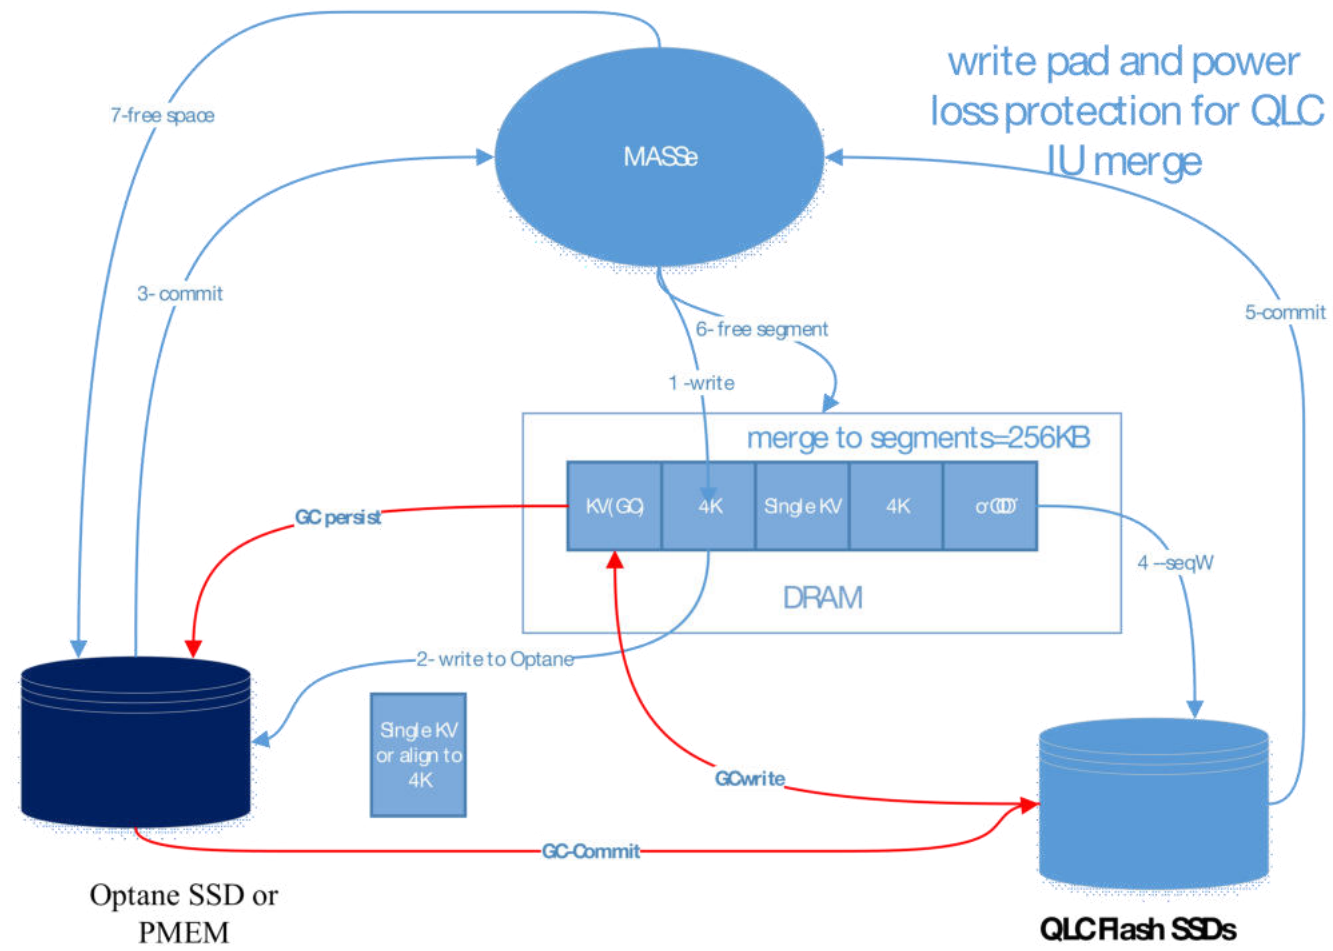 write pad and power
loss protection for QLC
IU merge
7-free space
MASSe
3- commit
5-commit
6- free segment
1 -write
merge to segments=256KB
KV( GC)
4K
Single KV
4K
GC persist
4 --seqW
DRAM
2- write to Optane
Single KV
or align to
4K
GCwrite
GC-Commit
Optane SSD or
PMEM
QLC Flash SSDs